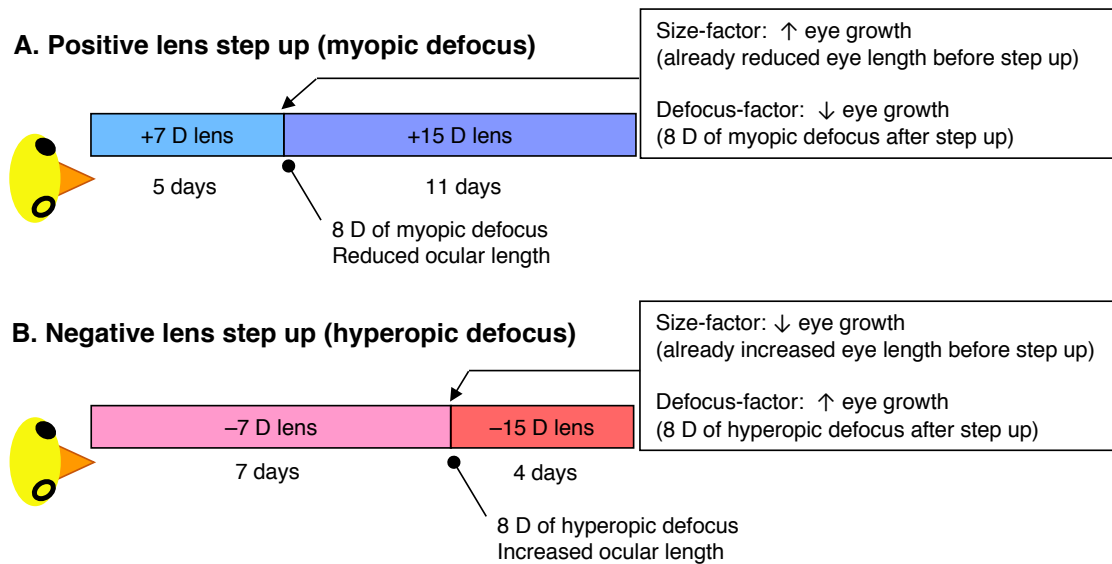 A. Positive lens step up (myopic defocus)
Size-factor: ↑ eye growth
(already reduced eye length before step up)
Defocus-factor: ↓ eye growth
(8 D of myopic defocus after step up)
+7 D lens
+15 D lens
5 days
11 days
8 D of myopic defocus
Reduced ocular length
B. Negative lens step up (hyperopic defocus)
Size-factor: ↓ eye growth
(already increased eye length before step up)
Defocus-factor: ↑ eye growth
(8 D of hyperopic defocus after step up)
–7 D lens
–15 D lens
7 days
4 days
8 D of hyperopic defocus
Increased ocular length